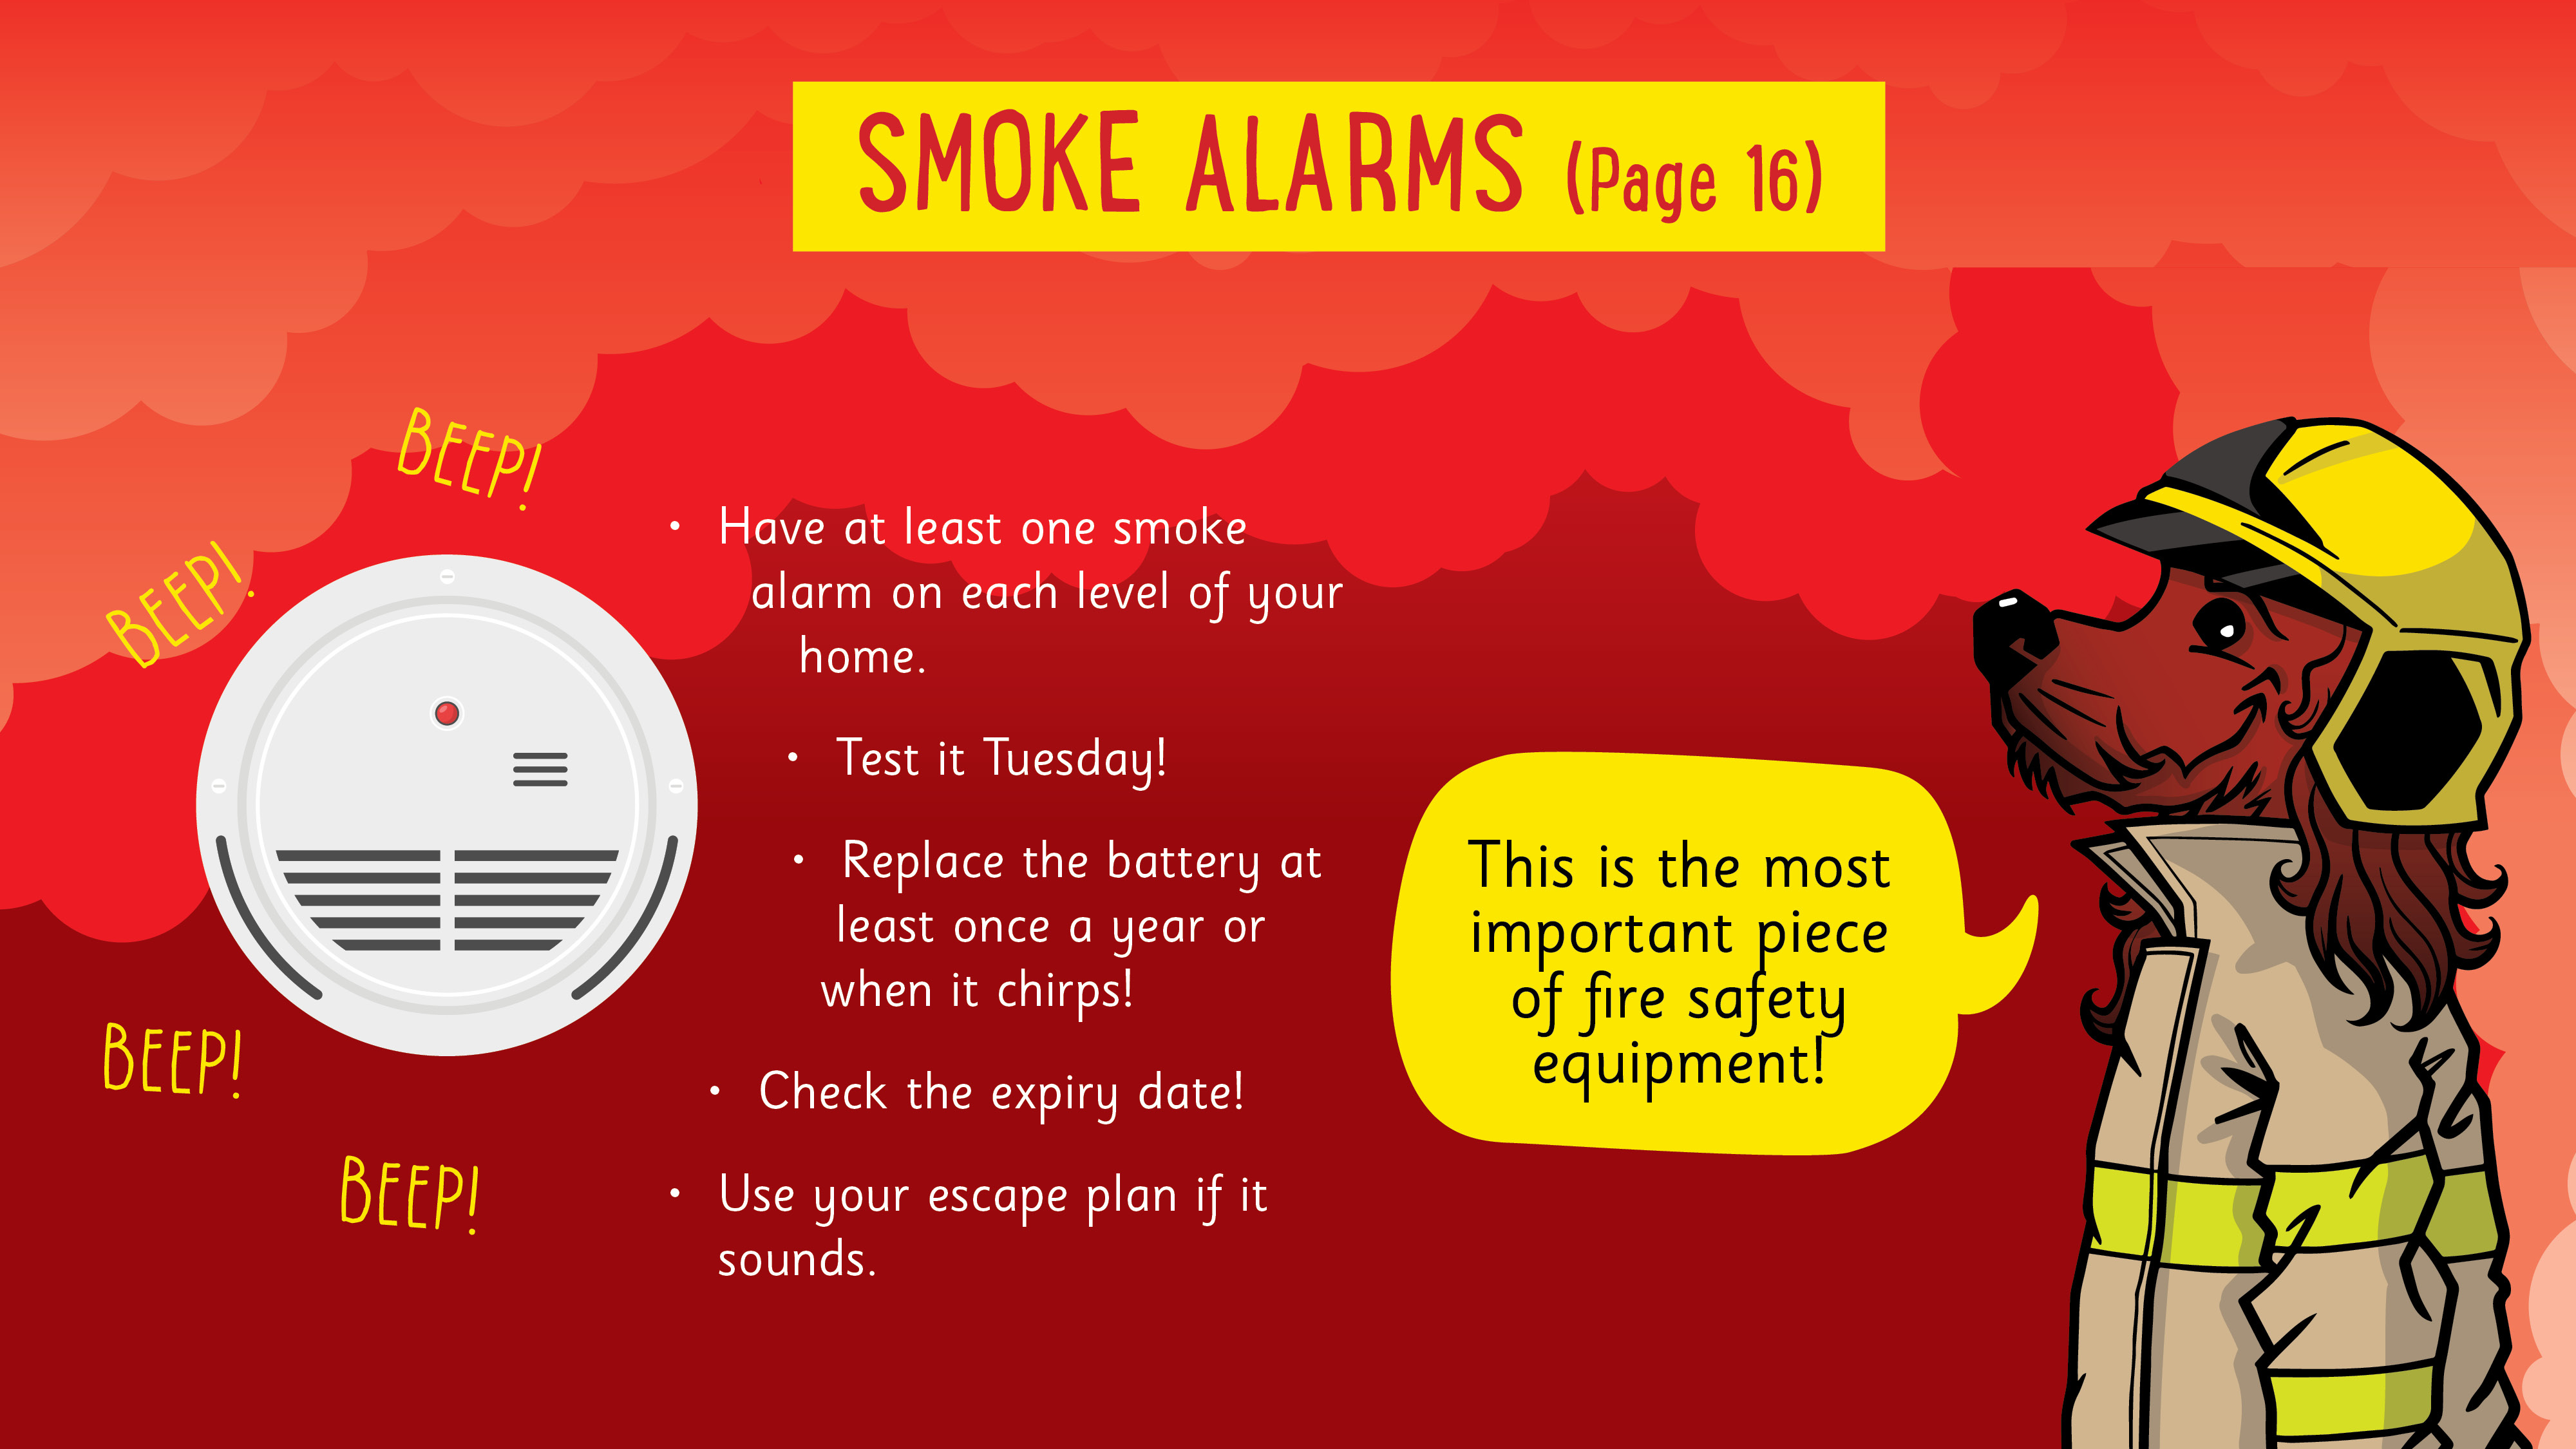 SMOKE ALARMS (Page 16)
BEEP!
BEEP!
• Have at least one smoke
alarm on each level of your
home.
• Test it Tuesday!
• Replace the battery at
least once a year or
when it chirps!
• Check the expiry date!
• Use your escape plan if it
sounds.
BEEP!
BEEP!
This is the most
important piece
of fire safety
equipment!